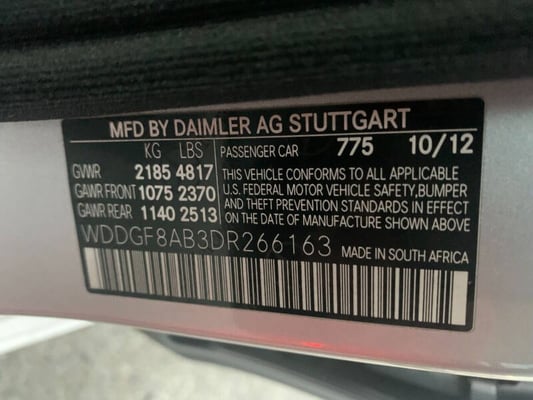 MFD BY DAIMLER AG STUTTGART
KG LBS
GVWR 2185 4817
GAWR FRONT 1075 2370
GAWR REAR 1140 2513
PASSENGER CAR 775 10/12
THIS VEHICLE CONFORMS TO ALL APPLICABLE
U.S. FEDERAL MOTOR VEHICLE SAFETY,BUMPER
AND THEFT PREVENTION STANDARDS IN EFFECT
ON THE DATE OF MANUFACTURE SHOWN ABOVE
WDDGF8AB3DR266163 MADE IN SOUTH AFRICA